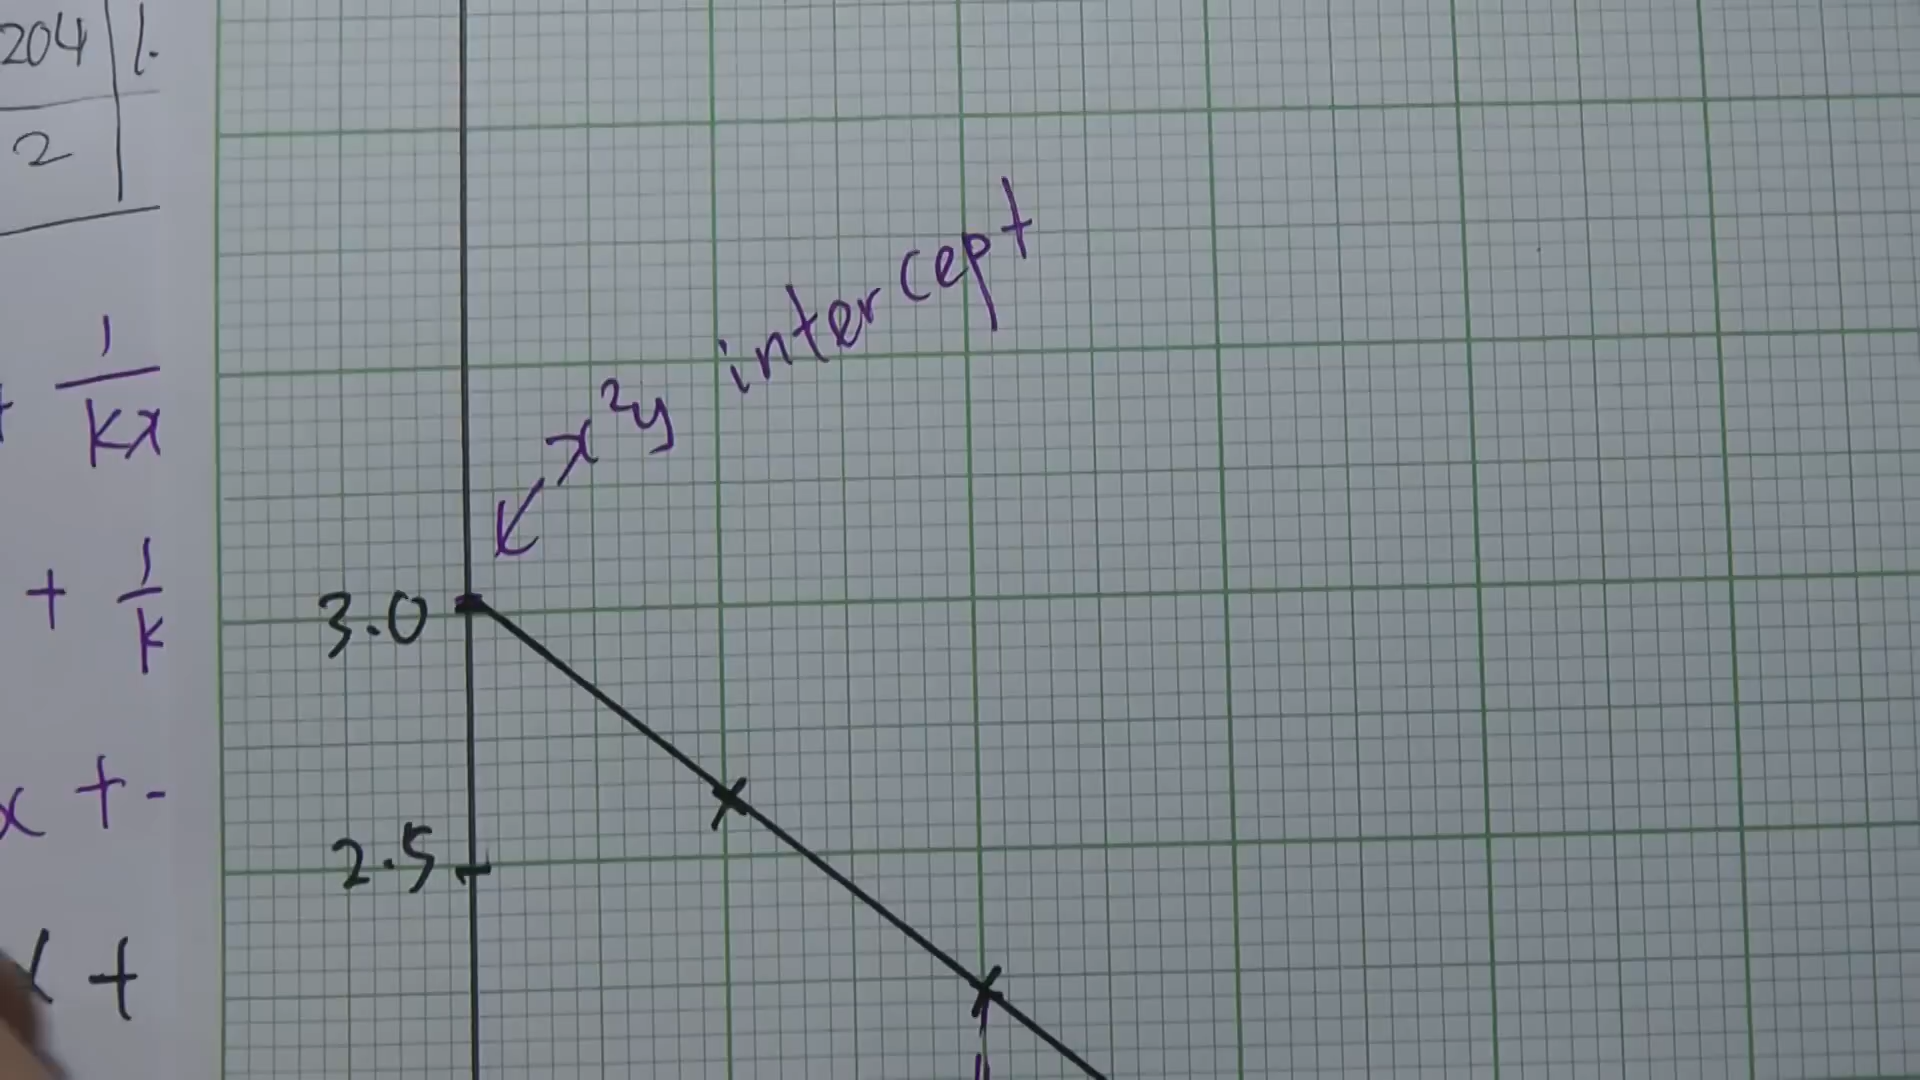 204
2
1
kx
+ 1
k
x + -
+
x²y intercept
3.0
2.5